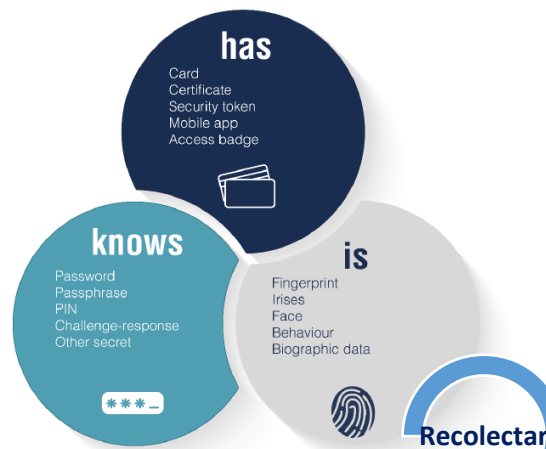 has
Card
Certificate
Security token
Mobile app
Access badge
knows
Password
Passphrase
PIN
Challenge-response
Other secret
***_
is
Fingerprint
Irises
Face
Behaviour
Biographic data
Recolectar,